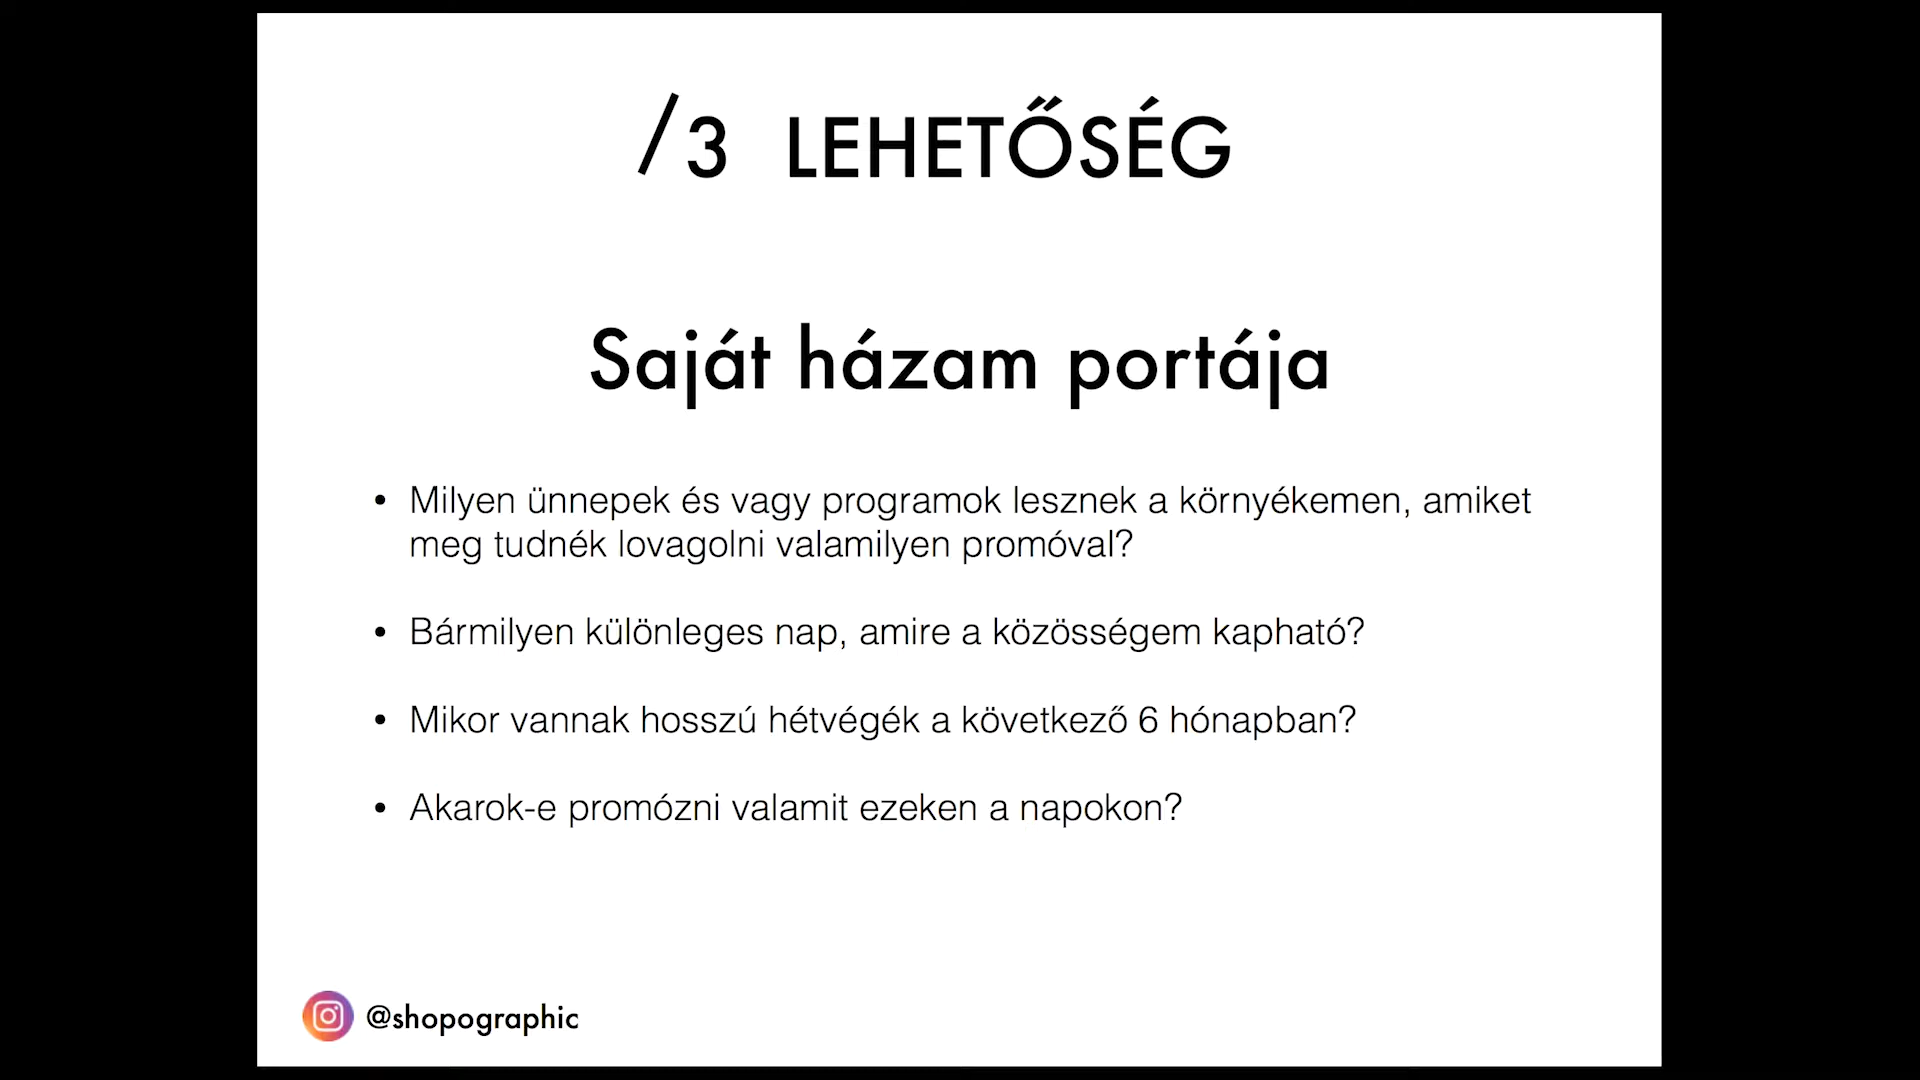 /3 LEHETŐSÉG
Saját házam portája
• Milyen ünnepek és vagy programok lesznek a környékemen, amiket
meg tudnék lovagolni valamilyen promóval?
• Bármilyen különleges nap, amire a közösségem kapható?
• Mikor vannak hosszú hétvégék a következő 6 hónapban?
• Akarok-e promózni valamit ezeken a napokon?
@shopographic